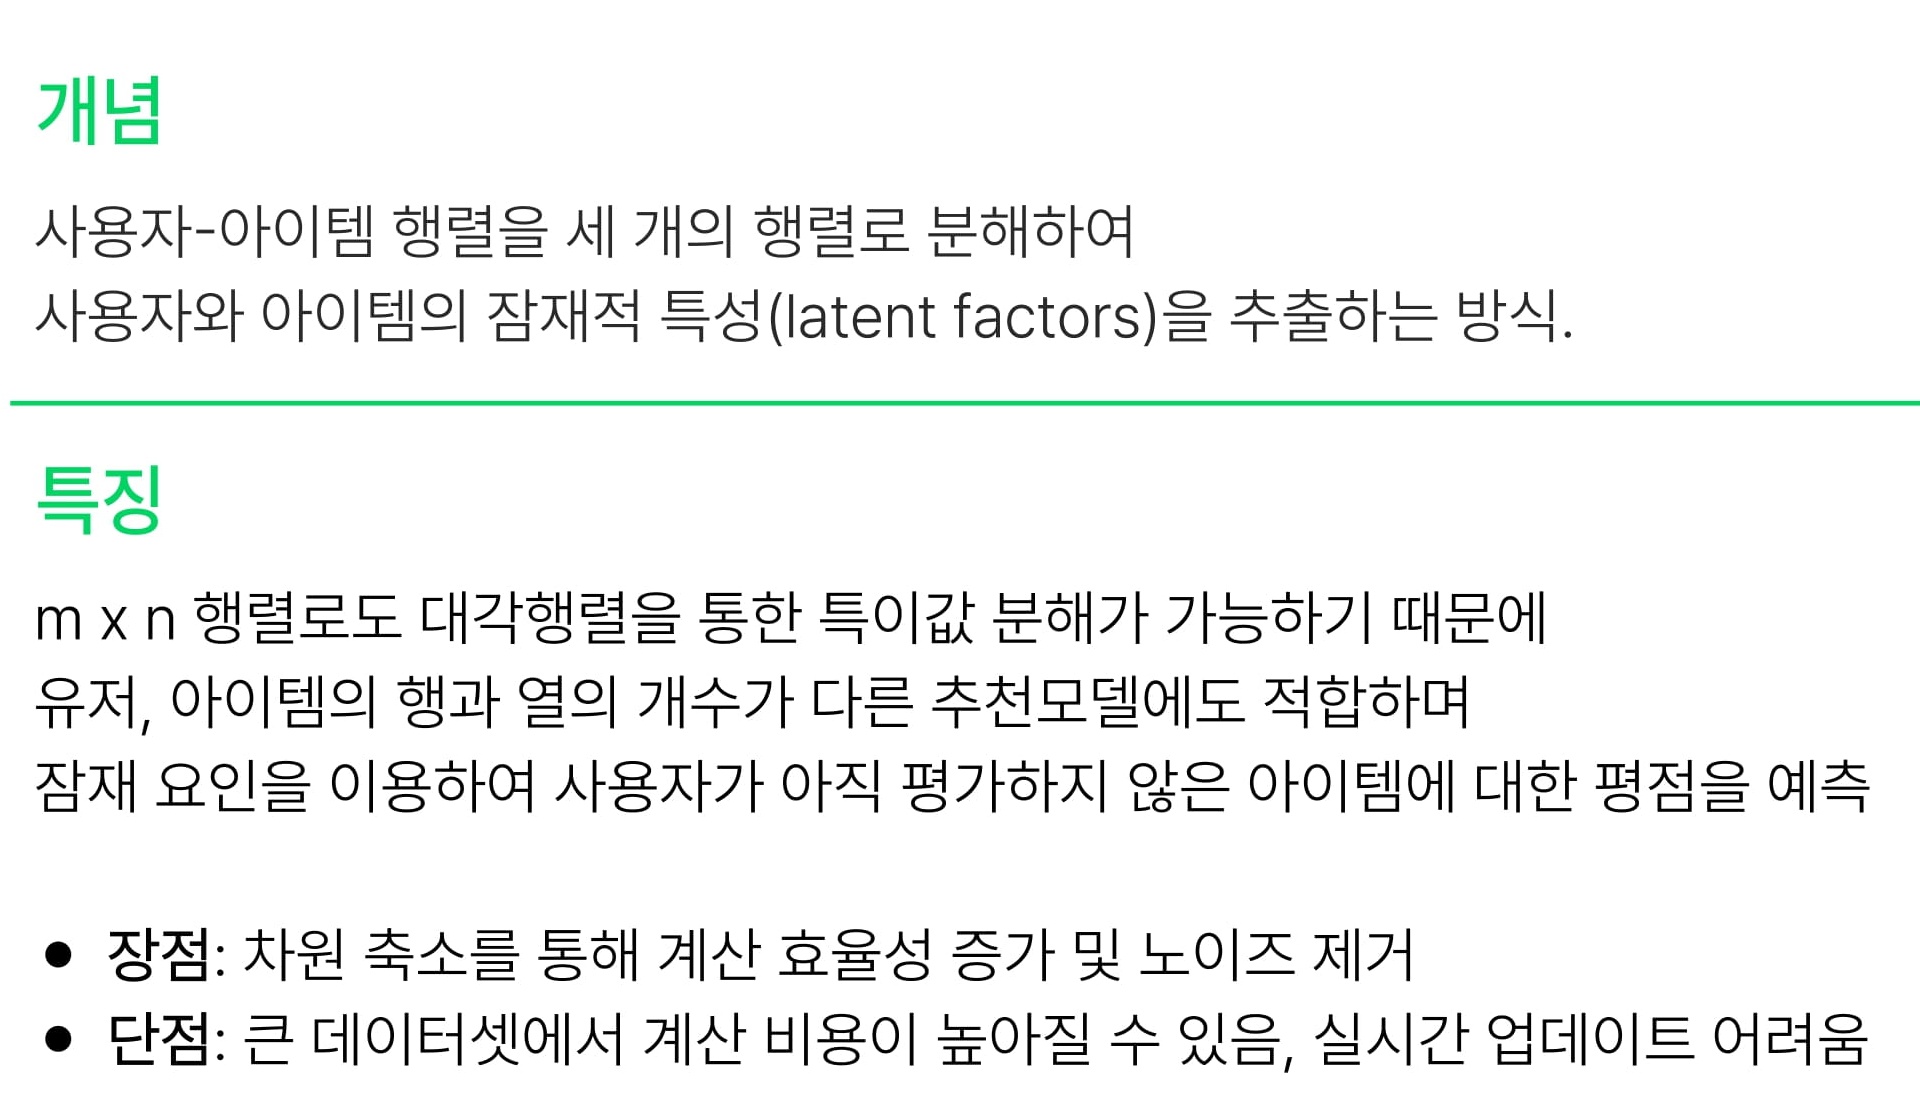 개념
사용자-아이템 행렬을 세 개의 행렬로 분해하여
사용자와 아이템의 잠재적 특성(latent factors)을 추출하는 방식.
특징
m x n 행렬로도 대각행렬을 통한 특이값 분해가 가능하기 때문에
유저, 아이템의 행과 열의 개수가 다른 추천모델에도 적합하며
잠재 요인을 이용하여 사용자가 아직 평가하지 않은 아이템에 대한 평점을 예측
● 장점: 차원 축소를 통해 계산 효율성 증가 및 노이즈 제거
● 단점: 큰 데이터셋에서 계산 비용이 높아질 수 있음, 실시간 업데이트 어려움